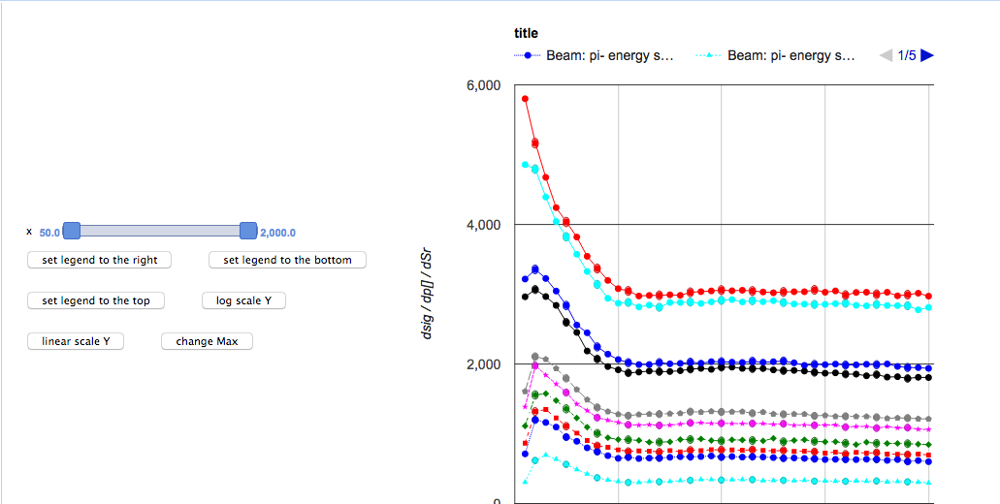 title
Beam: pi- energy s... Beam: pi- energy s... 1/5
6,000
4,000
2,000
0
dsig / dp[] / dSr
x 50.0 2,000.0
set legend to the right set legend to the bottom
set legend to the top log scale Y
linear scale Y change Max